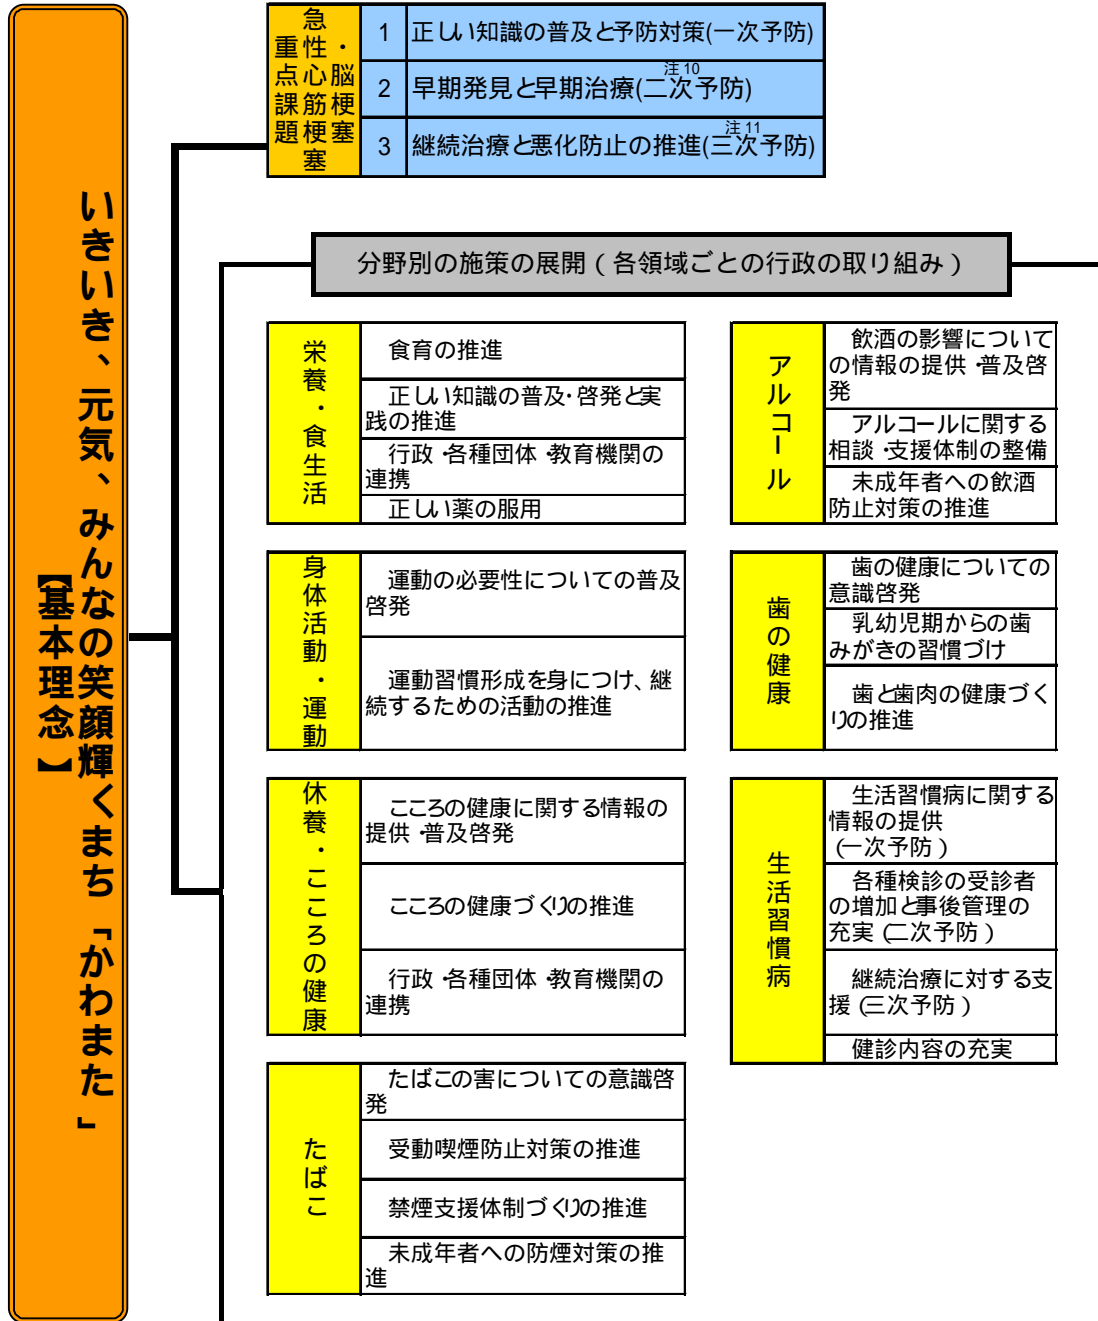 いきいき、元気、みんなの笑顔輝くまち「かわまた」
【基本理念】
急性心筋梗塞
・脳梗塞
重点課題
1 正しい知識の普及と予防対策(一次予防)
注10
2 早期発見と早期治療(二次予防)
注11
3 継続治療と悪化防止の推進(三次予防)
分野別の施策の展開(各領域ごとの行政の取り組み)
栄養・食生活
食育の推進
正しい知識の普及・啓発と実
践の推進
行政・各種団体・教育機関の
連携
正しい薬の服用
身体活動・運動
運動の必要性についての普及
啓発
運動習慣形成を身につけ、継
続するための活動の推進
休養・こころの健康
こころの健康に関する情報の
提供・普及啓発
こころの健康づくりの推進
行政・各種団体・教育機関の
連携
たばこ
たばこの害についての意識啓
発
受動喫煙防止対策の推進
禁煙支援体制づくりの推進
未成年者への防煙対策の推
進
アルコール
飲酒の影響について
の情報の提供・普及啓
発
アルコールに関する
相談・支援体制の整備
未成年者への飲酒
防止対策の推進
歯の健康
歯の健康についての
意識啓発
乳幼児期からの歯
みがきの習慣づけ
歯と歯肉の健康づく
りの推進
生活習慣病
生活習慣病に関する
情報の提供
(一次予防)
各種検診の受診者
の増加と事後管理の
充実(二次予防)
継続治療に対する支
援(三次予防)
健診内容の充実